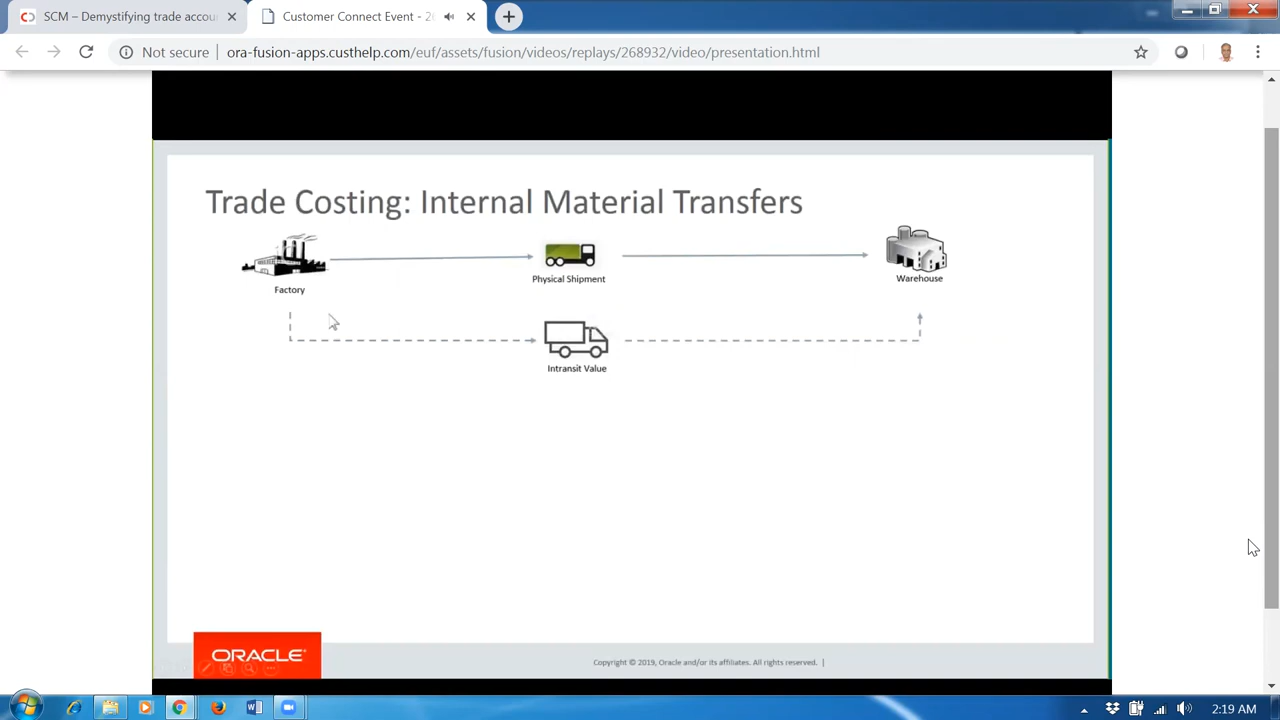 SCM – Demystifying trade accou
Customer Connect Event - 26
Not secure | ora-fusion-apps.custhelp.com/euf/assets/fusion/videos/replays/268932/video/presentation.html
Trade Costing: Internal Material Transfers
Factory
Physical Shipment
Warehouse
Intransit Value
ORACLE
Copyright © 2019, Oracle and/or its affiliates. All rights reserved. |
2:19 AM